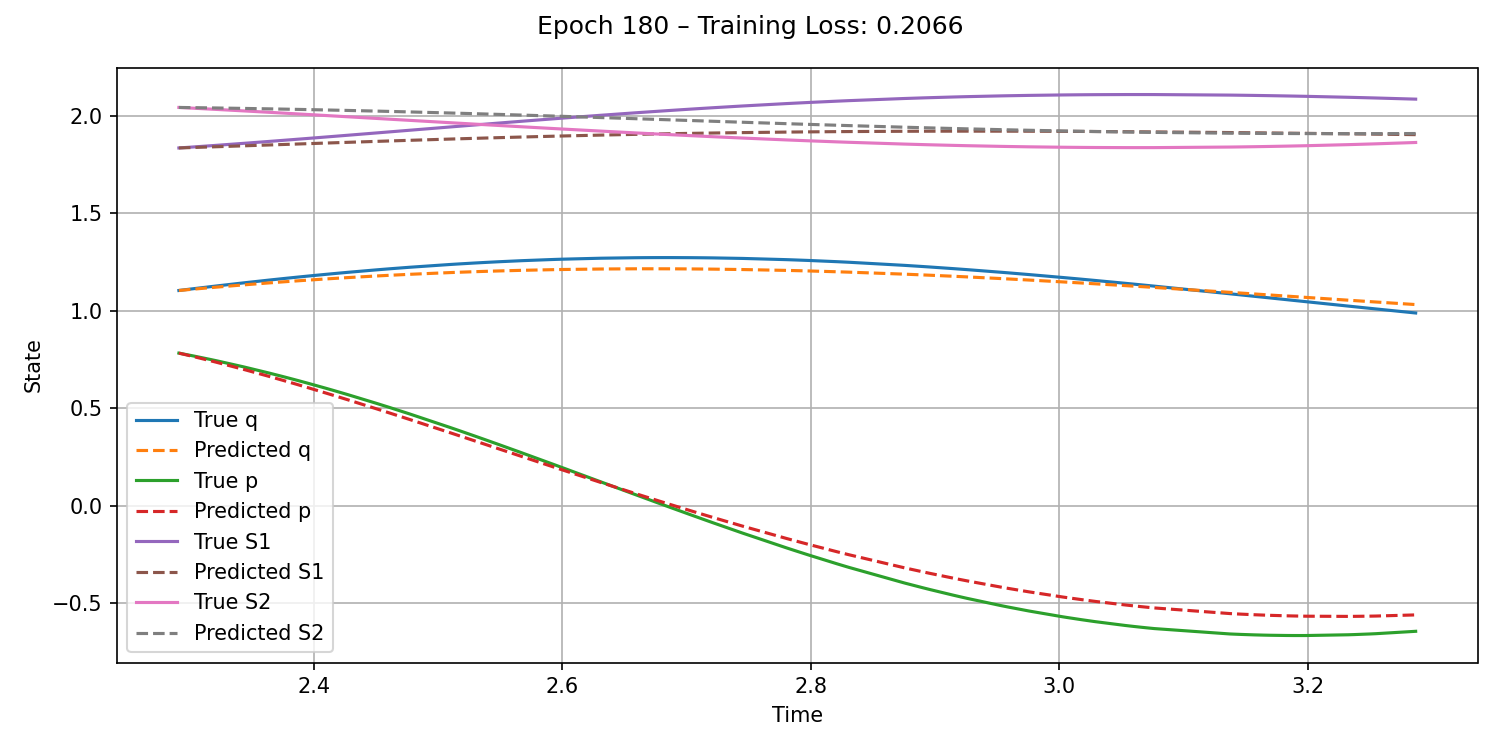 Epoch 180 – Training Loss: 0.2066
State
2.0
1.5
1.0
0.5
0.0
−0.5
True q
Predicted q
True p
Predicted p
True S1
Predicted S1
True S2
Predicted S2
2.4 2.6 2.8 3.0 3.2
Time